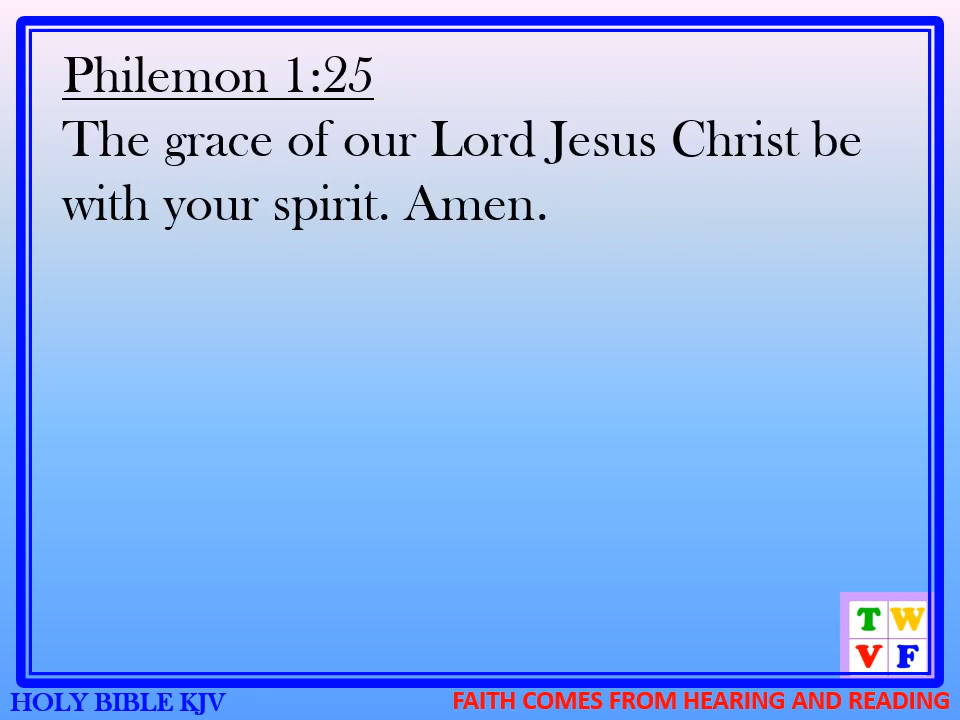 Philemon 1:25
The grace of our Lord Jesus Christ be
with your spirit. Amen.
T W
V F
HOLY BIBLE KJV
FAITH COMES FROM HEARING AND READING